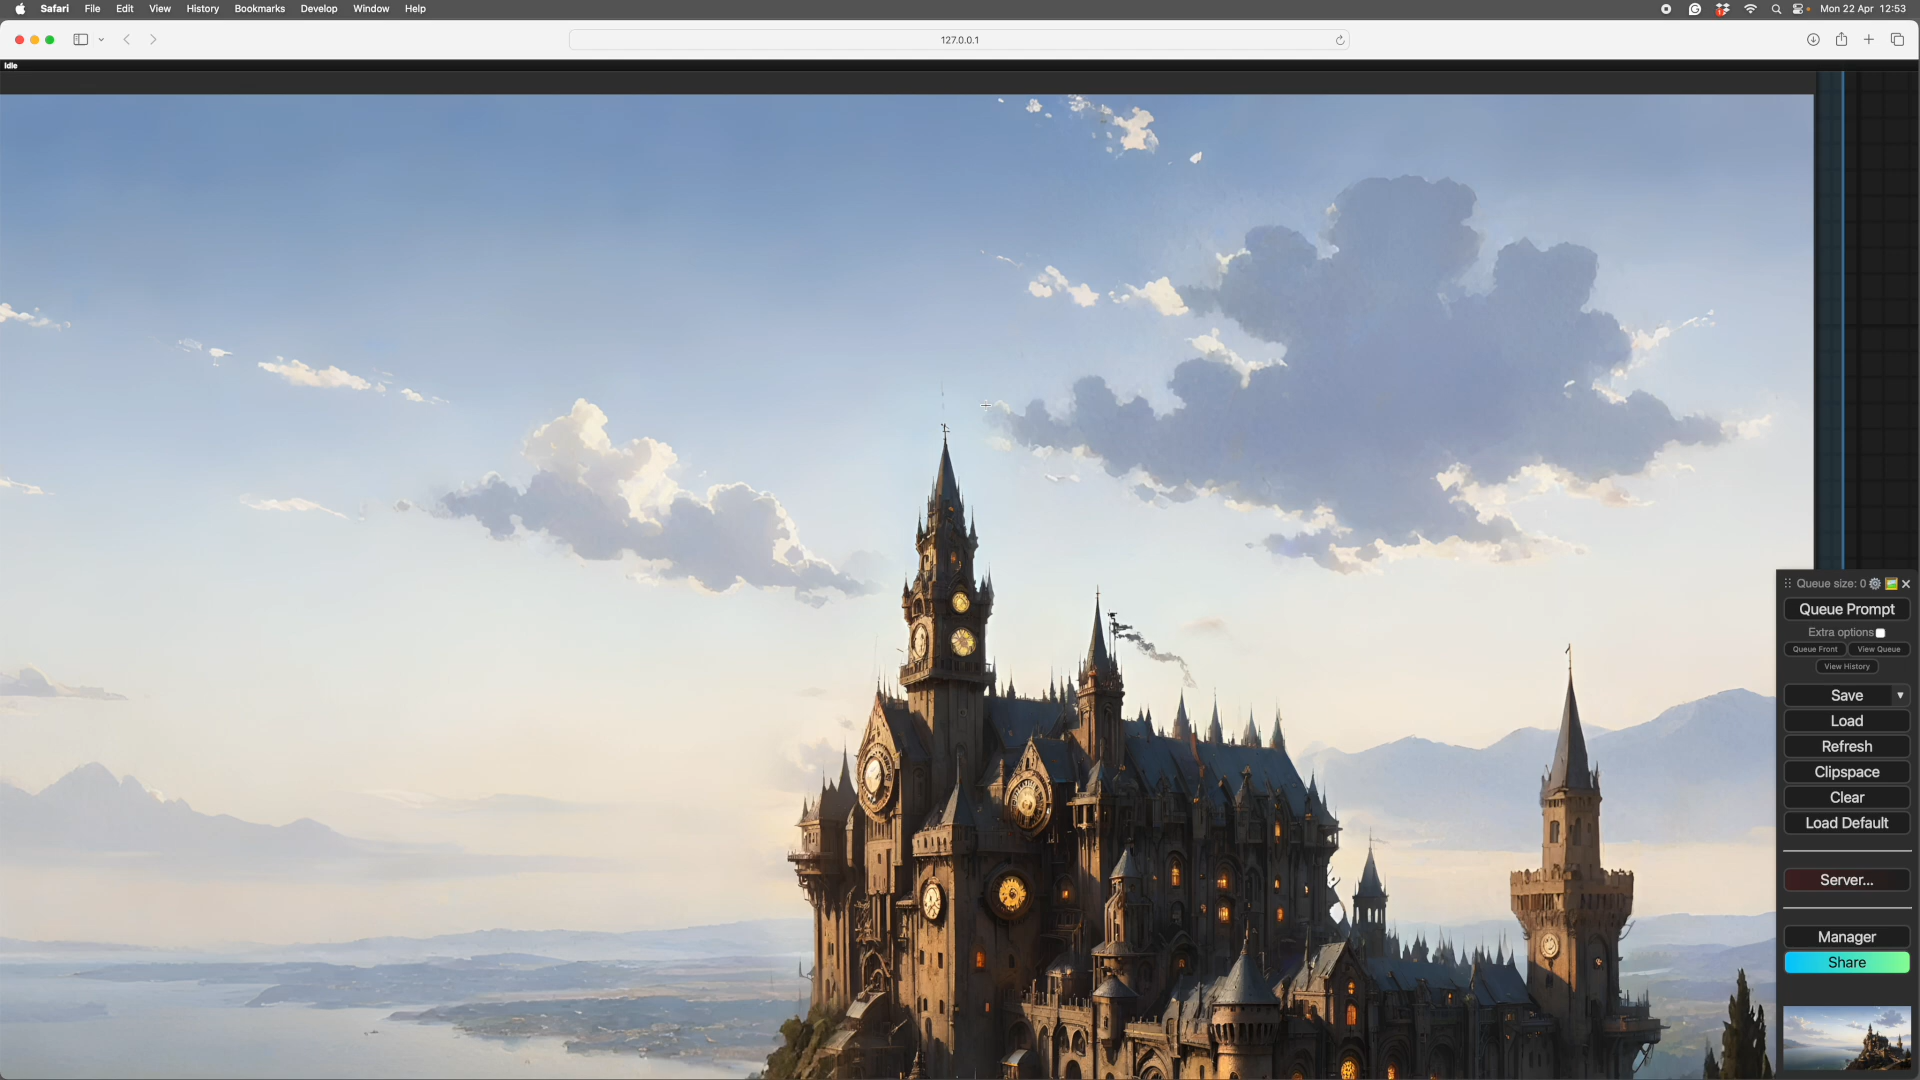 Safari File Edit View History Bookmarks Develop Window Help Mon 22 Apr 12:53
127.0.0.1
Idle
Queue size: 0
Queue Prompt
Extra options
Queue Front View Queue
View History
Save
Load
Refresh
Clipspace
Clear
Load Default
Server...
Manager
Share